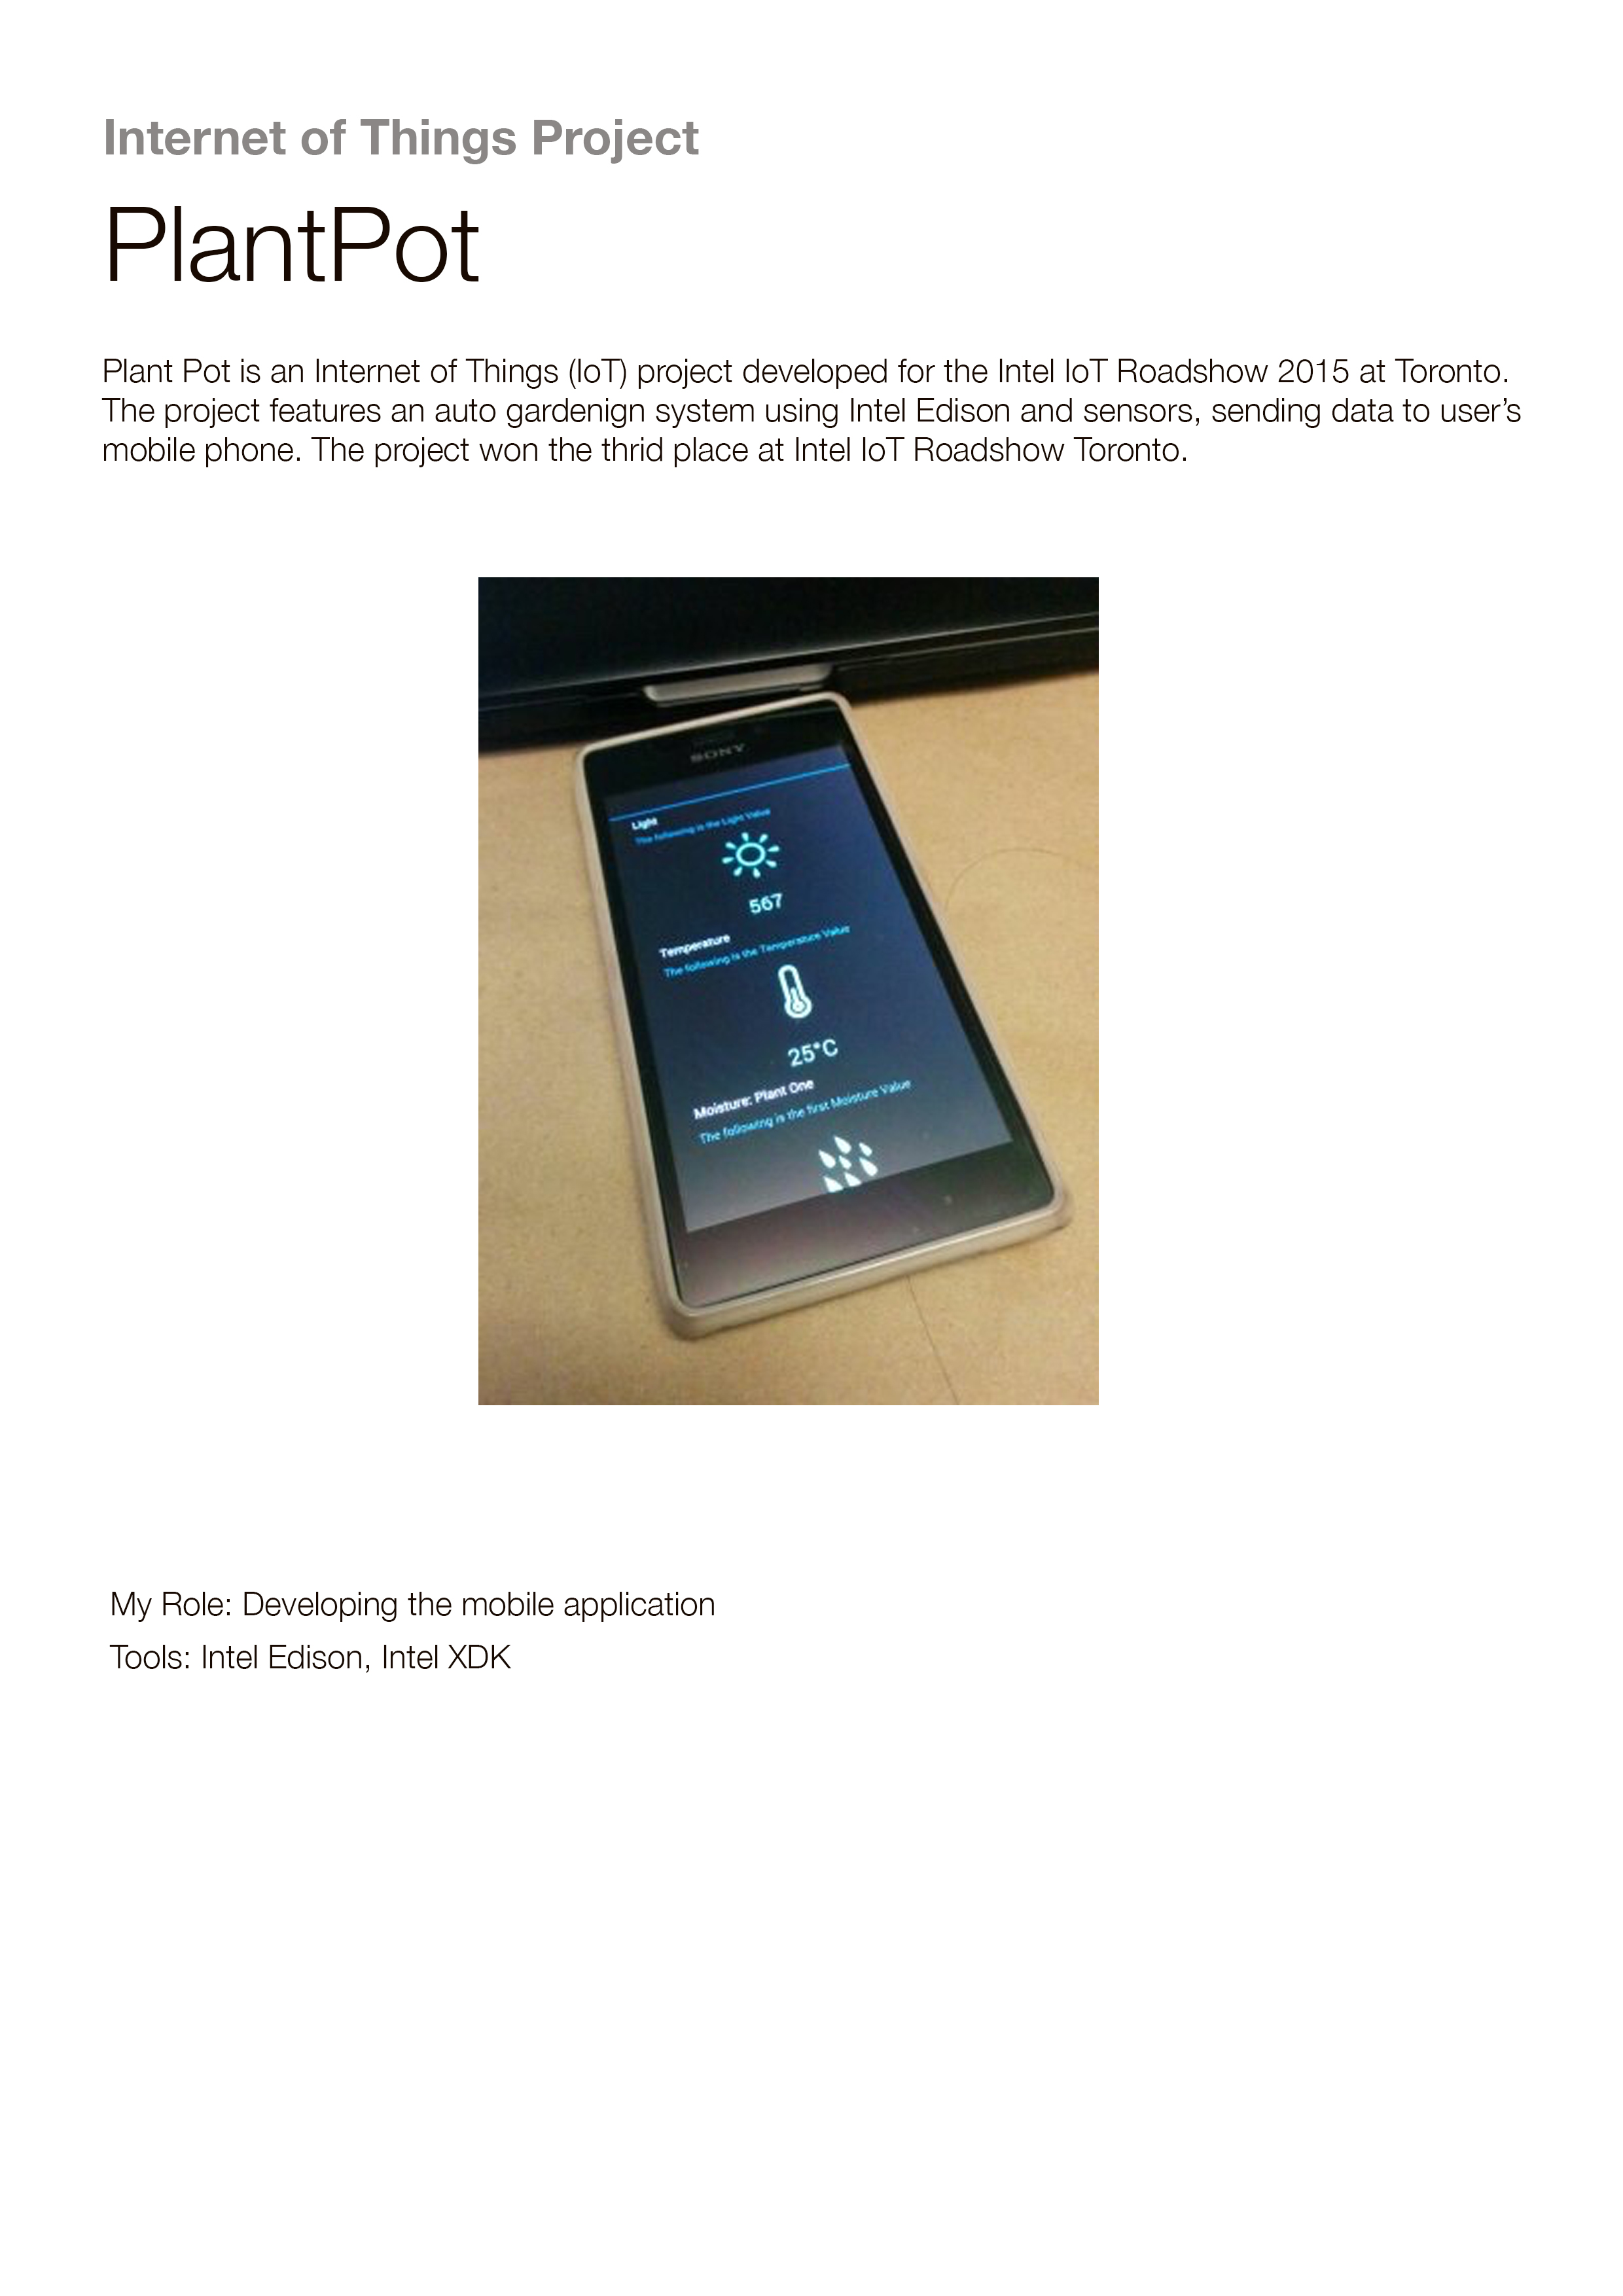 Internet of Things Project
PlantPot
Plant Pot is an Internet of Things (IoT) project developed for the Intel IoT Roadshow 2015 at Toronto.
The project features an auto gardenign system using Intel Edison and sensors, sending data to user’s
mobile phone. The project won the thrid place at Intel IoT Roadshow Toronto.
SONY
Light
The following is the Light Value
567
Temperature
The following is the Temperature Value
25°C
Moisture: Plant One
The following is the first Moisture Value
My Role: Developing the mobile application
Tools: Intel Edison, Intel XDK